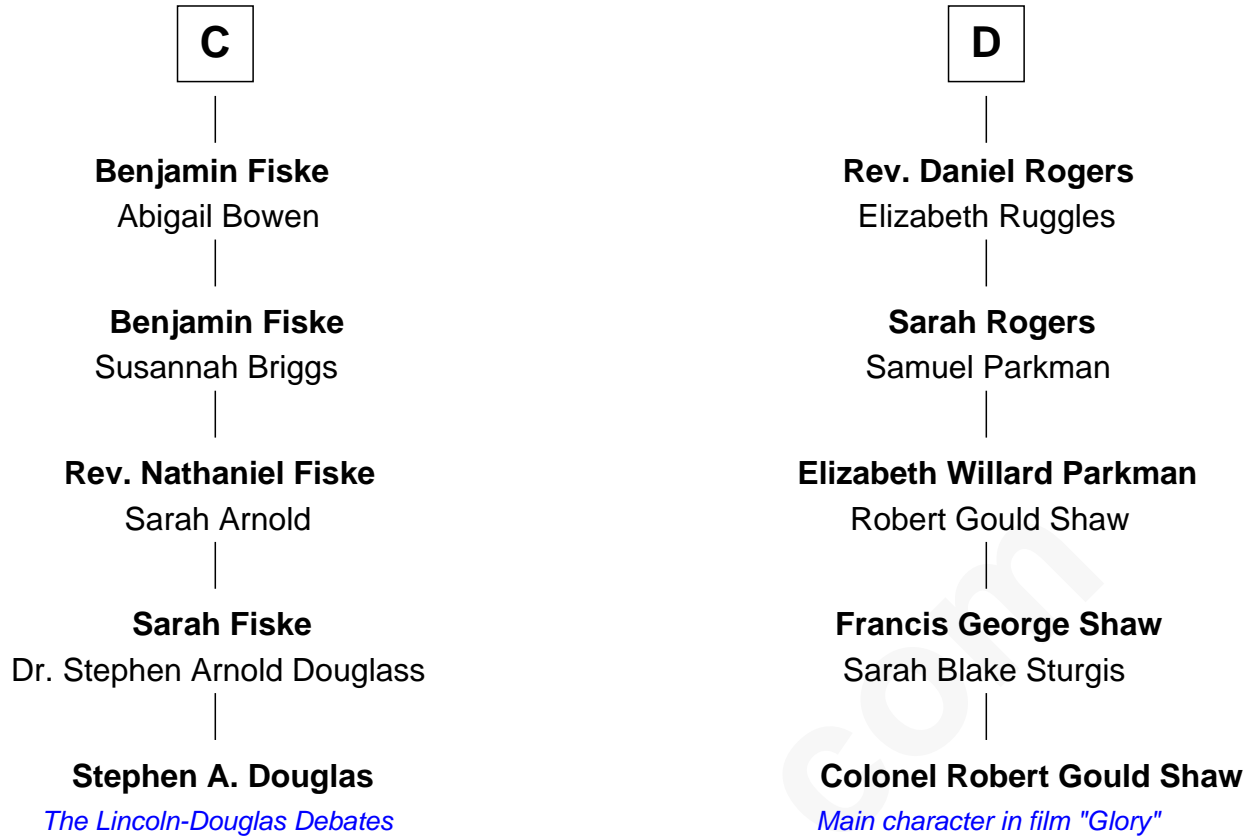 C
Benjamin Fiske
Abigail Bowen
Benjamin Fiske
Susannah Briggs
Rev. Nathaniel Fiske
Sarah Arnold
Sarah Fiske
Dr. Stephen Arnold Douglass
Stephen A. Douglas
The Lincoln-Douglas Debates
D
Rev. Daniel Rogers
Elizabeth Ruggles
Sarah Rogers
Samuel Parkman
Elizabeth Willard Parkman
Robert Gould Shaw
Francis George Shaw
Sarah Blake Sturgis
Colonel Robert Gould Shaw
Main character in film "Glory"
com